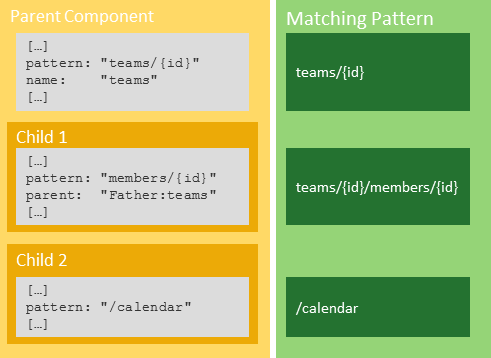 Parent Component
[…]
pattern: "teams/{id}"
name:    "teams"
[…]
Child 1
[…]
pattern: "members/{id}"
parent:  "Father:teams"
[…]
Child 2
[…]
pattern: "/calendar"
[…]
Matching Pattern
teams/{id}
teams/{id}/members/{id}
/calendar